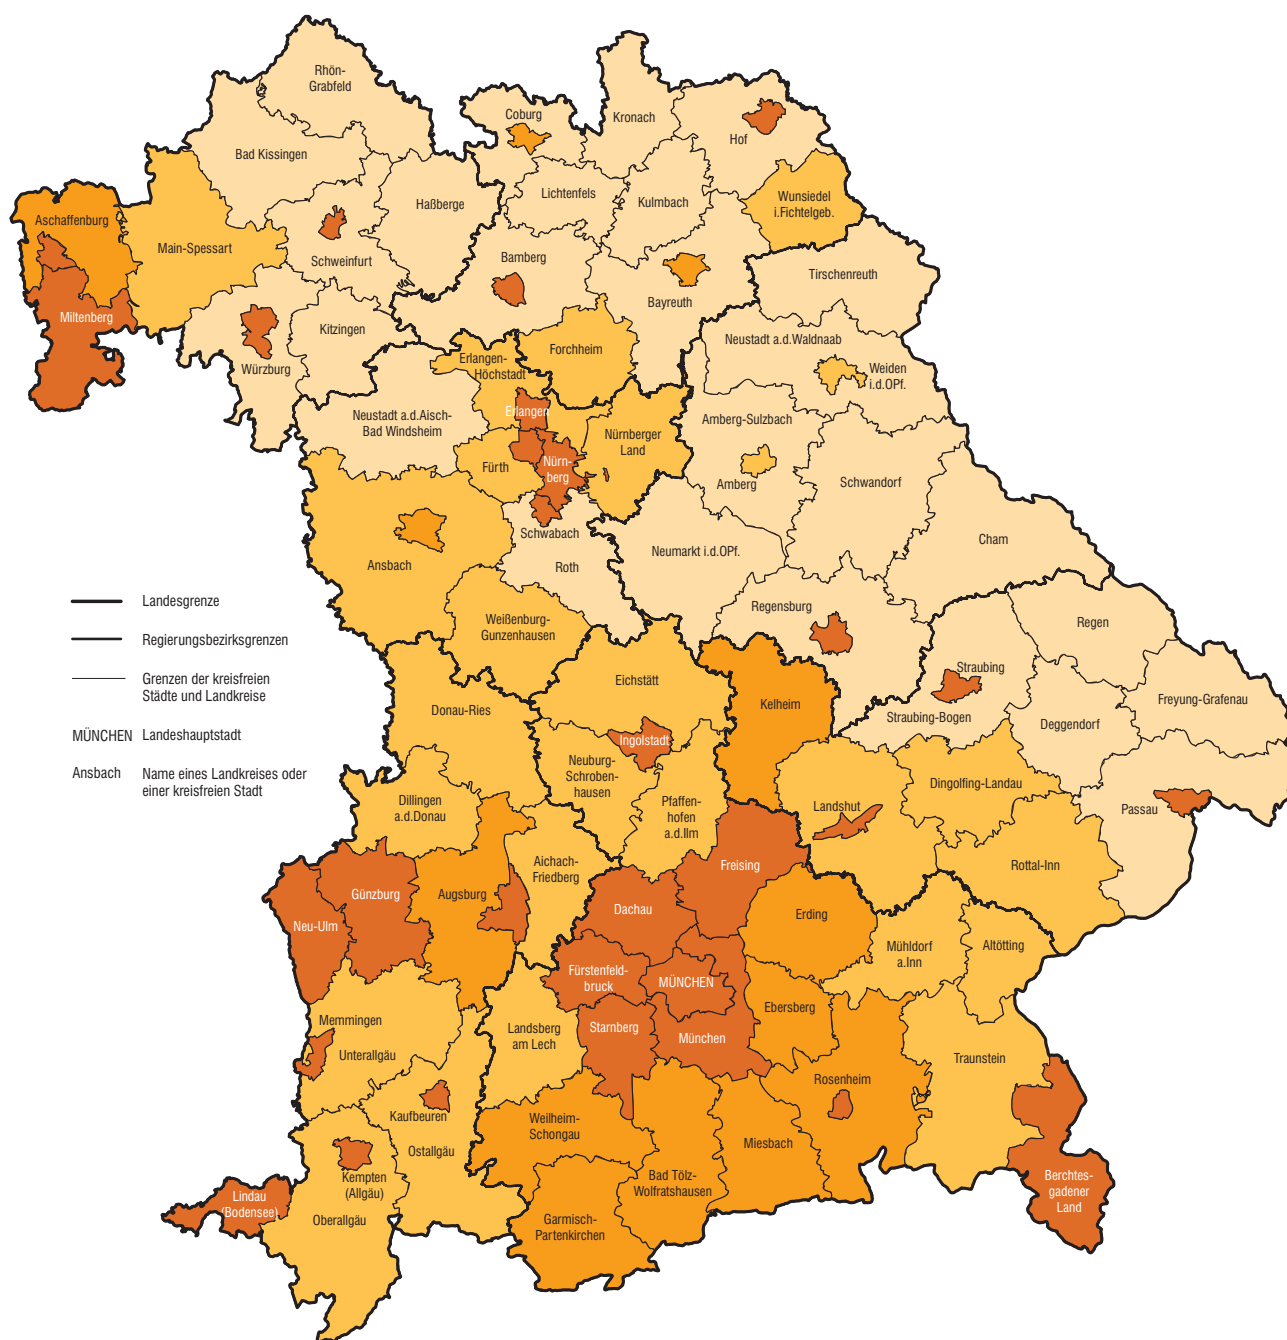 Rhön-
Grabfeld
Coburg
Kronach
Hof
Bad Kissingen
Lichtenfels
Kulmbach
Wunsiedel
i.Fichtelgeb.
Haßberge
Aschaffenburg
Main-Spessart
Schweinfurt
Bamberg
Tirschenreuth
Bayreuth
Miltenberg
Kitzingen
Neustadt a.d.Waldnaab
Würzburg
Erlangen-
Höchstadt
Forchheim
Weiden
i.d.OPf.
Neustadt a.d.Aisch-
Bad Windsheim
Erlangen
Amberg-Sulzbach
Nürnberger
Land
Fürth
Nürn-
berg
Amberg
Schwandorf
Schwabach
Cham
Neumarkt i.d.OPf.
Ansbach
Roth
Landesgrenze
Regierungsbezirksgrenzen
Grenzen der kreisfreien
Städte und Landkreise
MÜNCHEN
Landeshauptstadt
Ansbach
Name eines Landkreises oder
einer kreisfreien Stadt
Weißenburg-
Gunzenhausen
Regensburg
Regen
Eichstätt
Straubing
Kelheim
Freyung-Grafenau
Donau-Ries
Straubing-Bogen
Deggendorf
Ingolstadt
Neuburg-
Schroben-
hausen
Dingolfing-Landau
Dillingen
a.d.Donau
Pfaffen-
hofen
a.d.Ilm
Landshut
Passau
Aichach-
Friedberg
Freising
Rottal-Inn
Günzburg
Augsburg
Dachau
Erding
Neu-Ulm
Mühldorf
a.Inn
Altötting
Fürstenfeld-
bruck
MÜNCHEN
Ebersberg
Memmingen
Landsberg
am Lech
Starnberg
München
Unterallgäu
Traunstein
Rosenheim
Kaufbeuren
Weilheim-
Schongau
Miesbach
Ostallgäu
Kempten
(Allgäu)
Bad Tölz-
Wolfratshausen
Berchtes-
gadener
Land
Lindau
(Bodensee)
Oberallgäu
Garmisch-
Partenkirchen